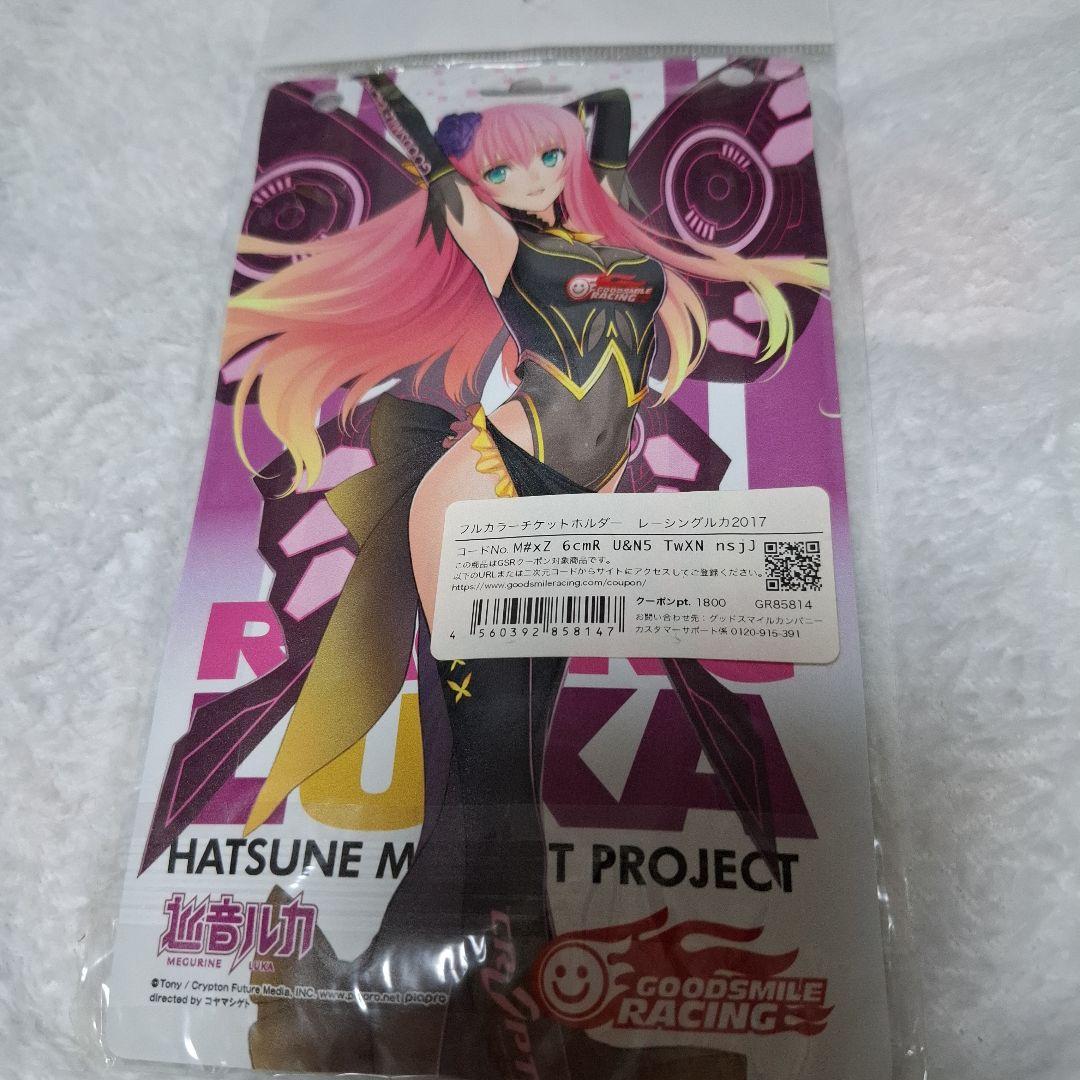 GOODSMILE
RACING
フルカラーチケットホルダー レーシングルカ2017
コードNo. M#xZ 6cmR U&N5 TwXN nsjJ
この商品はGSRクーポン対象商品です。
以下のURLまたは二次元コードからサイトにアクセスしてご登録ください。
https://www.goodsmileracing.com/coupon/
クーポンpt. 1800 GR85814
4 560392 858147
お問い合わせ先：グッドスマイルカンパニー
カスタマーサポート係 0120-915-391
LUKA
HATSUNE M T PROJECT
巡音ルカ
MEGURINE LUKA
©Tony / Crypton Future Media, INC. www.piapro.net piapro
directed by コヤマシゲト
GOODSMILE
RACING